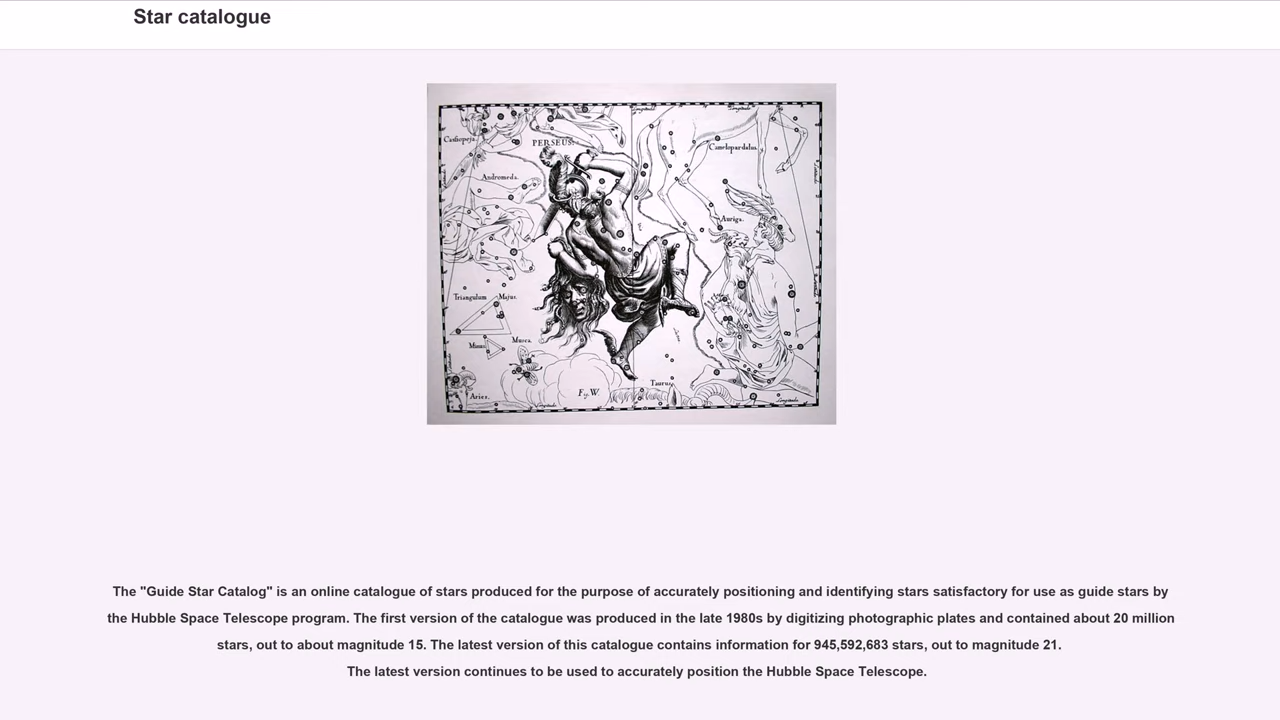 Star catalogue
Cassiopeja.
PERSEUS.
Camelopardalus.
Andromeda.
Auriga.
Triangulum Majus.
Minus.
Musca.
Fig. W.
Taurus
Aries.
The "Guide Star Catalog" is an online catalogue of stars produced for the purpose of accurately positioning and identifying stars satisfactory for use as guide stars by
the Hubble Space Telescope program. The first version of the catalogue was produced in the late 1980s by digitizing photographic plates and contained about 20 million
stars, out to about magnitude 15. The latest version of this catalogue contains information for 945,592,683 stars, out to magnitude 21.
The latest version continues to be used to accurately position the Hubble Space Telescope.